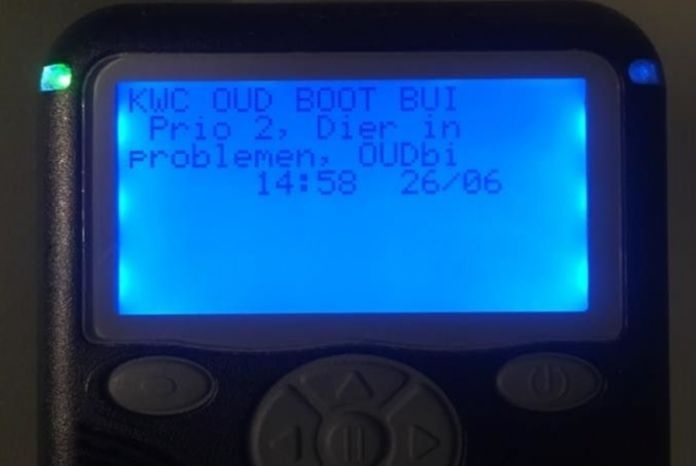 KWC OUD BOOT BUI
Prio 2, Dier in
problemen, OUDbi
14:58 26/06